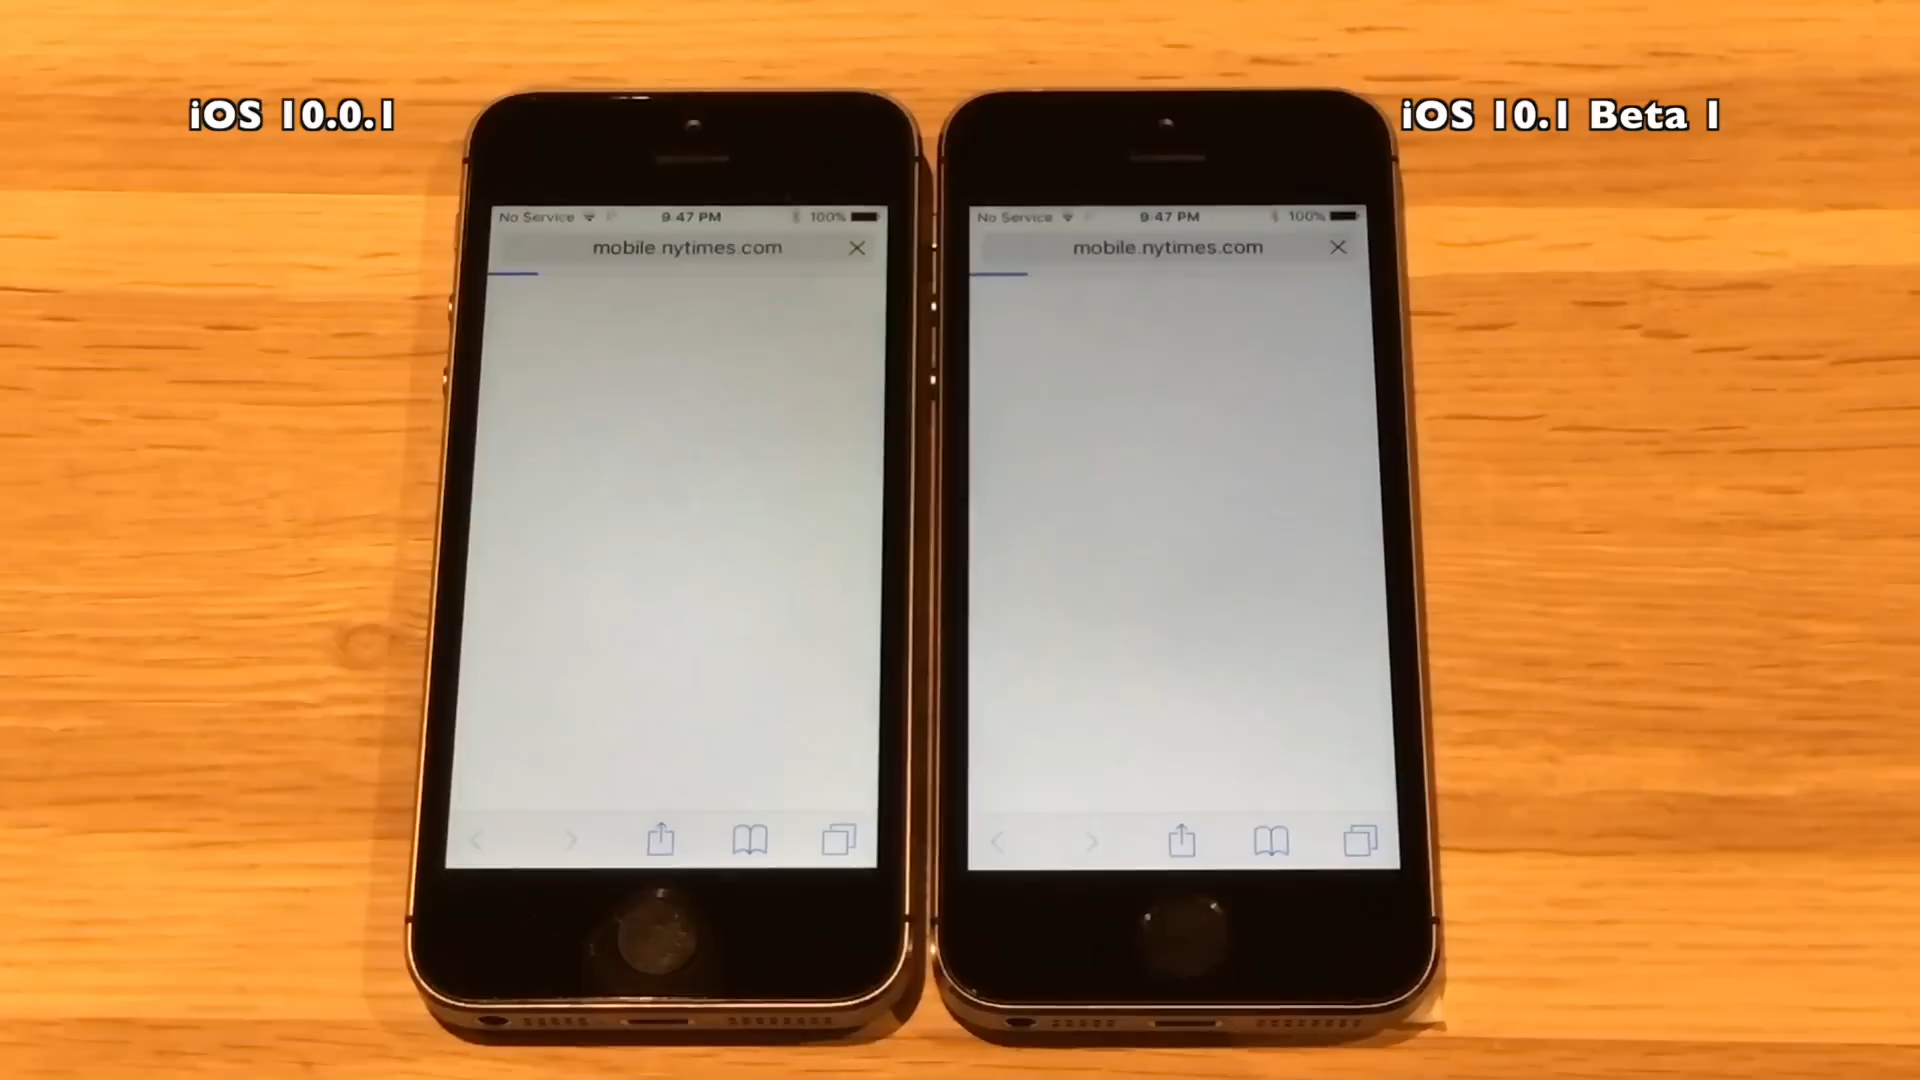 iOS 10.0.1
iOS 10.1 Beta 1
No Service 9:47 PM 100%
mobile.nytimes.com
No Service 9:47 PM 100%
mobile.nytimes.com